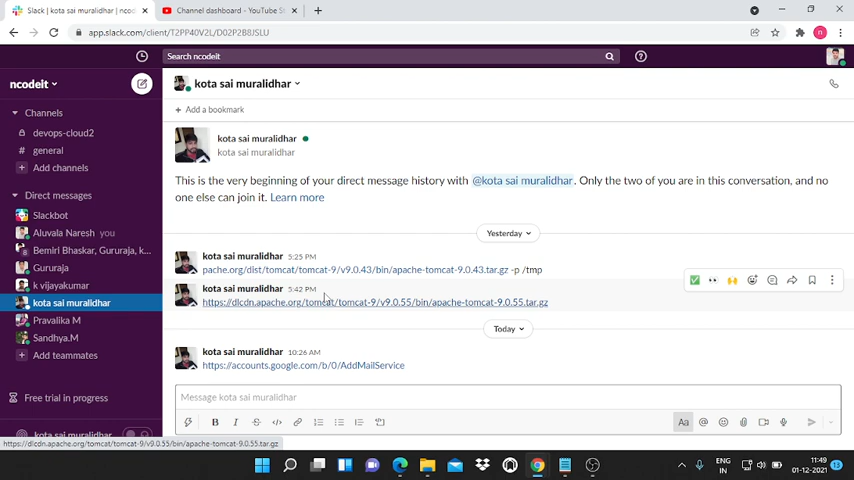 Slack | kota sai muralidhar | nco
Channel dashboard - YouTube St
app.slack.com/client/T2PP40V2L/D02P2B8JSLU
Search ncodeit
ncodeit
kota sai muralidhar
Add a bookmark
Channels
devops-cloud2
general
Add channels
Direct messages
Slackbot
Aluvala Naresh you
Bemiri Bhaskar, Gururaja, k...
Gururaja
k vijayakumar
kota sai muralidhar
Pravalika M
Sandhya.M
Add teammates
Free trial in progress
kota sai muralidhar
kota sai muralidhar
kota sai muralidhar
This is the very beginning of your direct message history with @kota sai muralidhar. Only the two of you are in this conversation, and no
one else can join it. Learn more
Yesterday
kota sai muralidhar 5:25 PM
pache.org/dist/tomcat/tomcat-9/v9.0.43/bin/apache-tomcat-9.0.43.tar.gz -p /tmp
kota sai muralidhar 5:42 PM
https://dlcdn.apache.org/tomcat/tomcat-9/v9.0.55/bin/apache-tomcat-9.0.55.tar.gz
Today
kota sai muralidhar 10:26 AM
https://accounts.google.com/b/0/AddMailService
Message kota sai muralidhar
B I S
Aa
https://dlcdn.apache.org/tomcat/tomcat-9/v9.0.55/bin/apache-tomcat-9.0.55.tar.gz
ENG
IN
11:49
01-12-2021
13